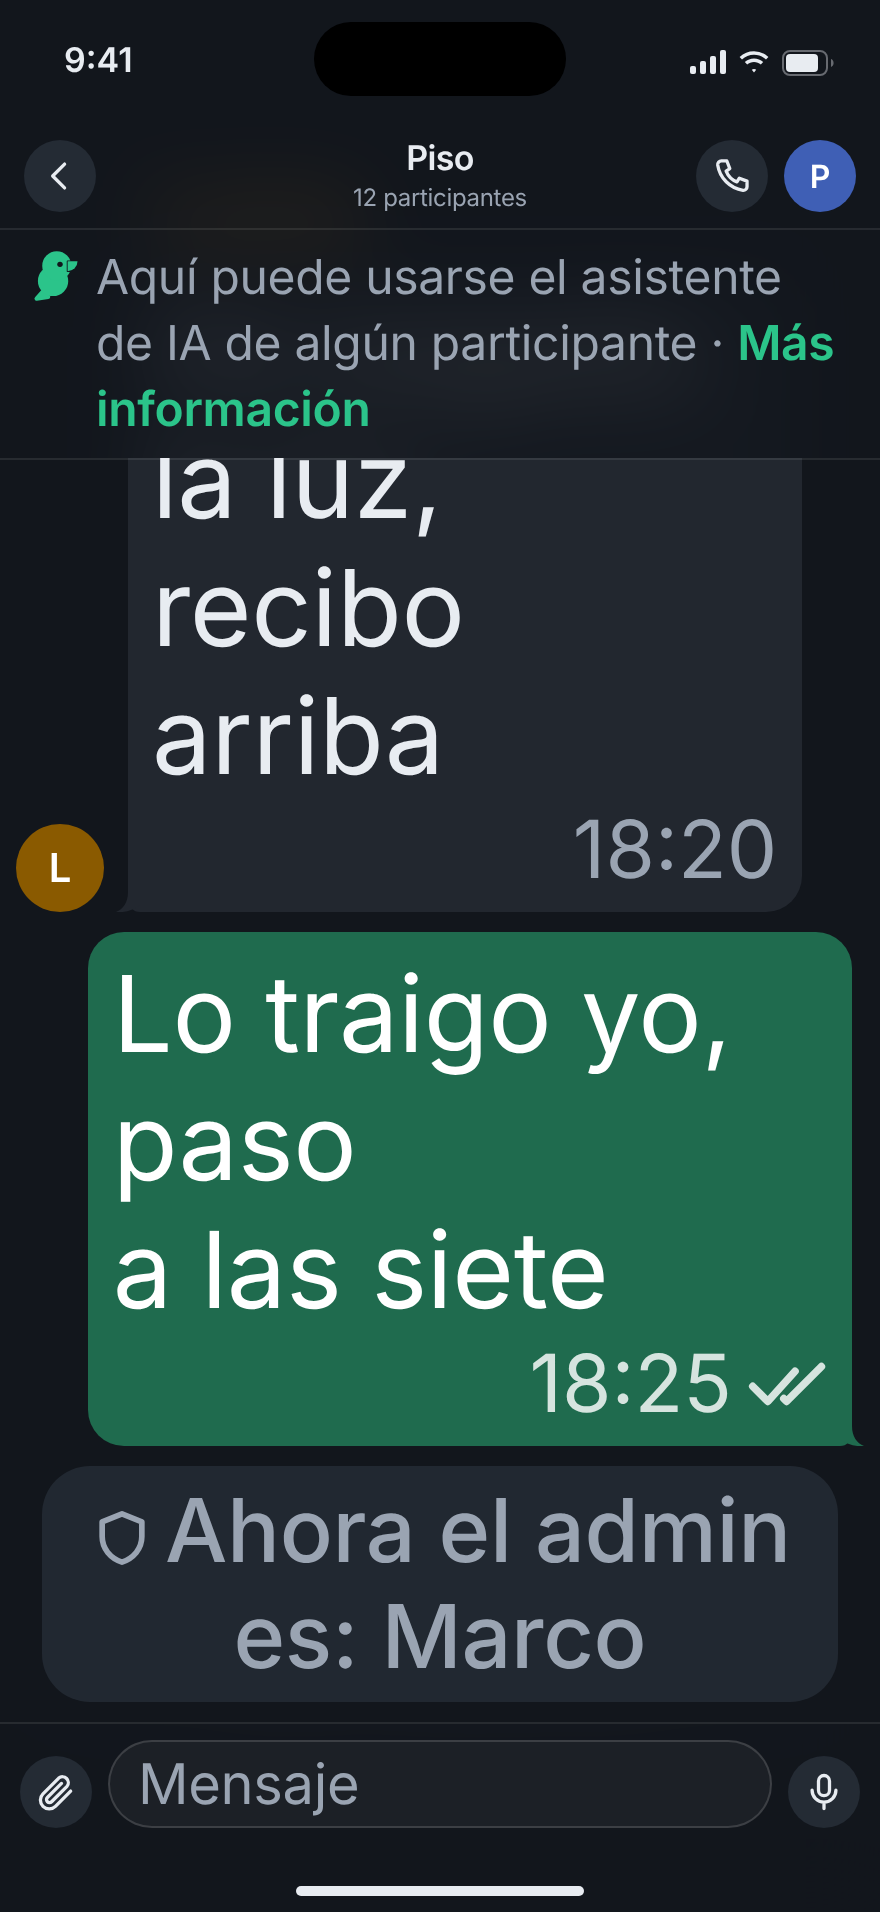 9:41
Piso
12 participantes
P
Aquí puede usarse el asistente
de IA de algún participante · Más
información
la luz,
recibo
arriba
18:20
L
Lo traigo yo,
paso
a las siete
18:25
Ahora el admin
es: Marco
Mensaje